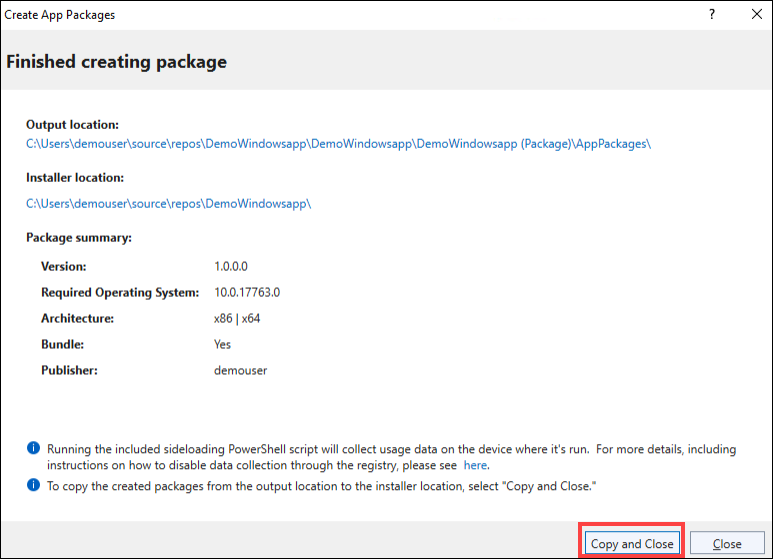 Create App Packages
?
Finished creating package
Output location:
C:\Users\demouser\source\repos\DemoWindowsapp\DemoWindowsapp\DemoWindowsapp (Package)\AppPackages\
Installer location:
C:\Users\demouser\source\repos\DemoWindowsapp\
Package summary:
Version: 1.0.0.0
Required Operating System: 10.0.17763.0
Architecture: x86 | x64
Bundle: Yes
Publisher: demouser
Running the included sideloading PowerShell script will collect usage data on the device where it's run. For more details, including
instructions on how to disable data collection through the registry, please see here.
To copy the created packages from the output location to the installer location, select "Copy and Close."
Copy and Close Close